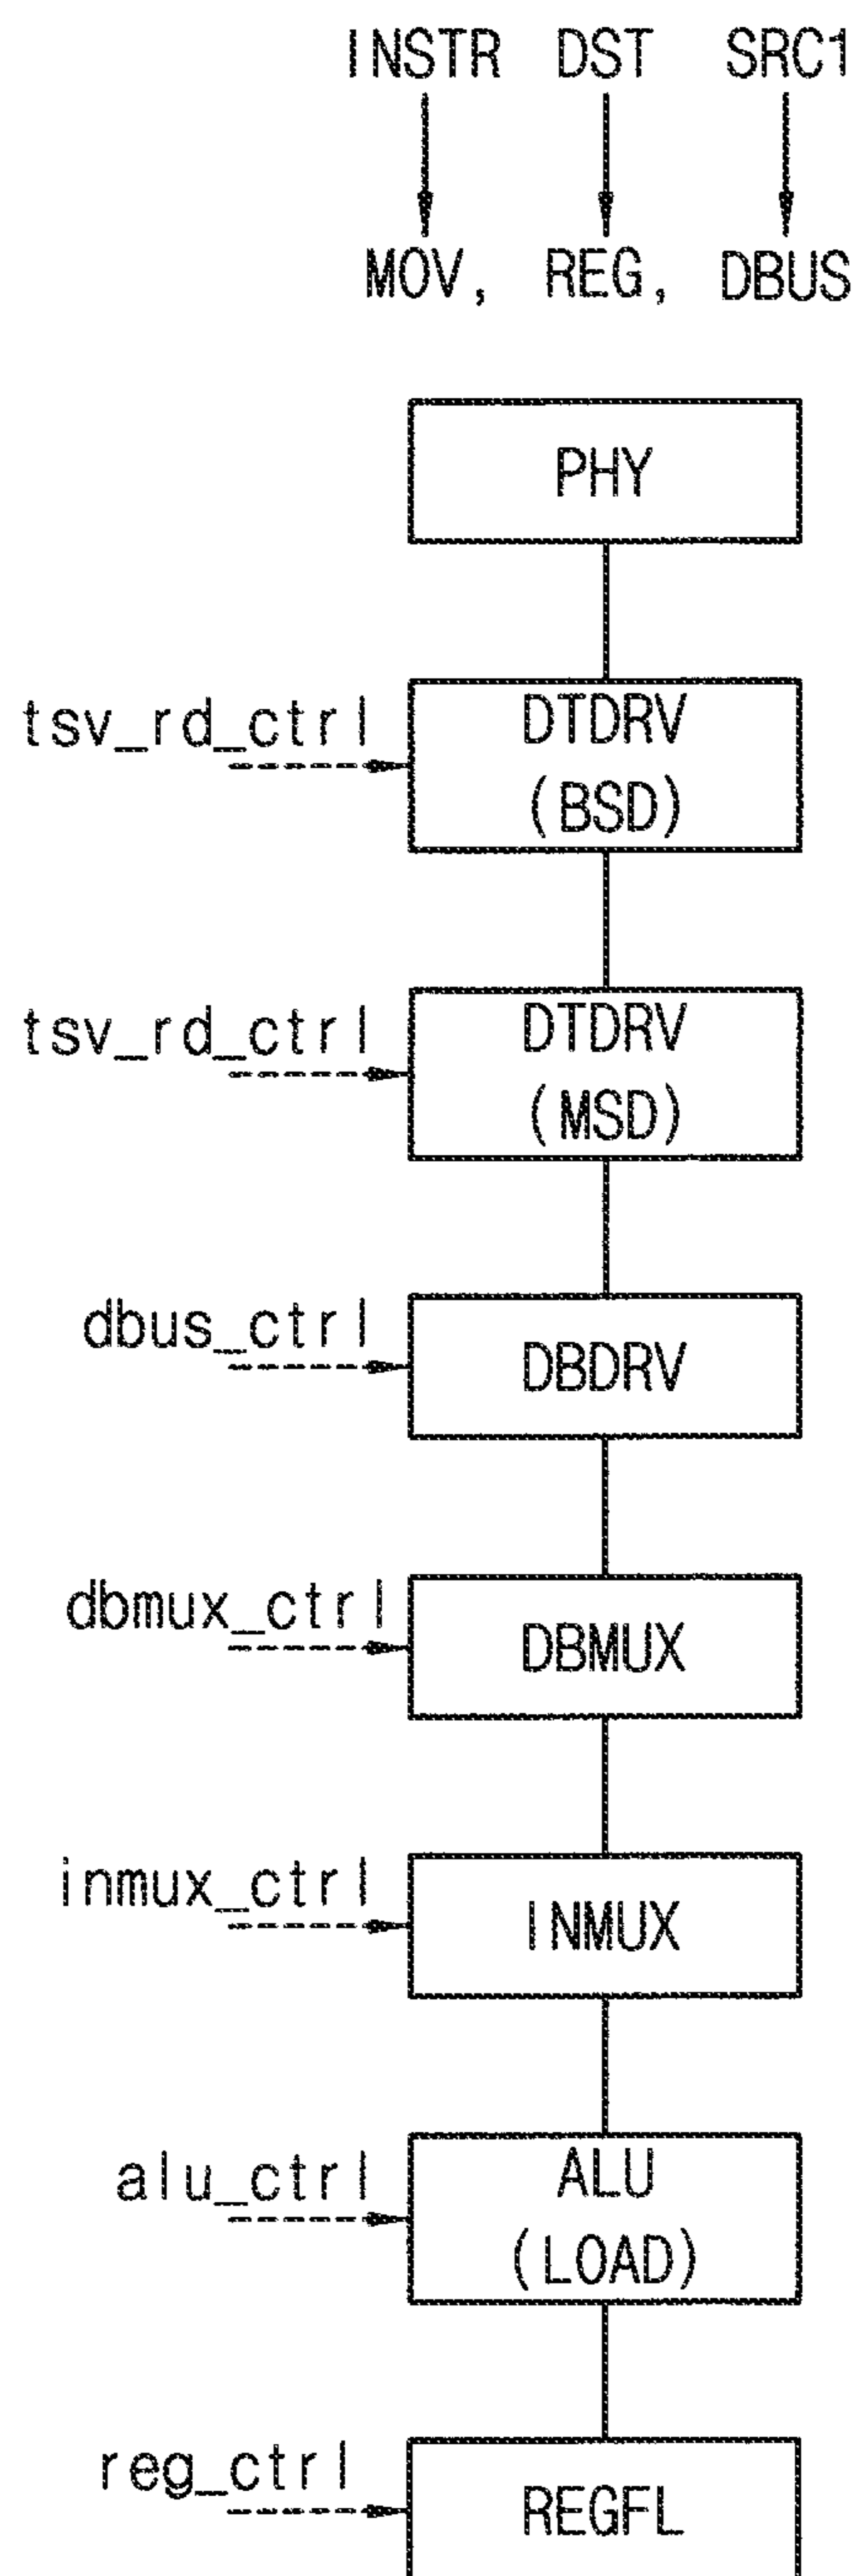 INSTR DST SRC1
MOV, REG, DBUS
PHY
tsv_rd_ctrl
DTDRV
(BSD)
tsv_rd_ctrl
DTDRV
(MSD)
dbus_ctrl
DBDRV
dbmux_ctrl
DBMUX
inmux_ctrl
INMUX
alu_ctrl
ALU
(LOAD)
reg_ctrl
REGFL